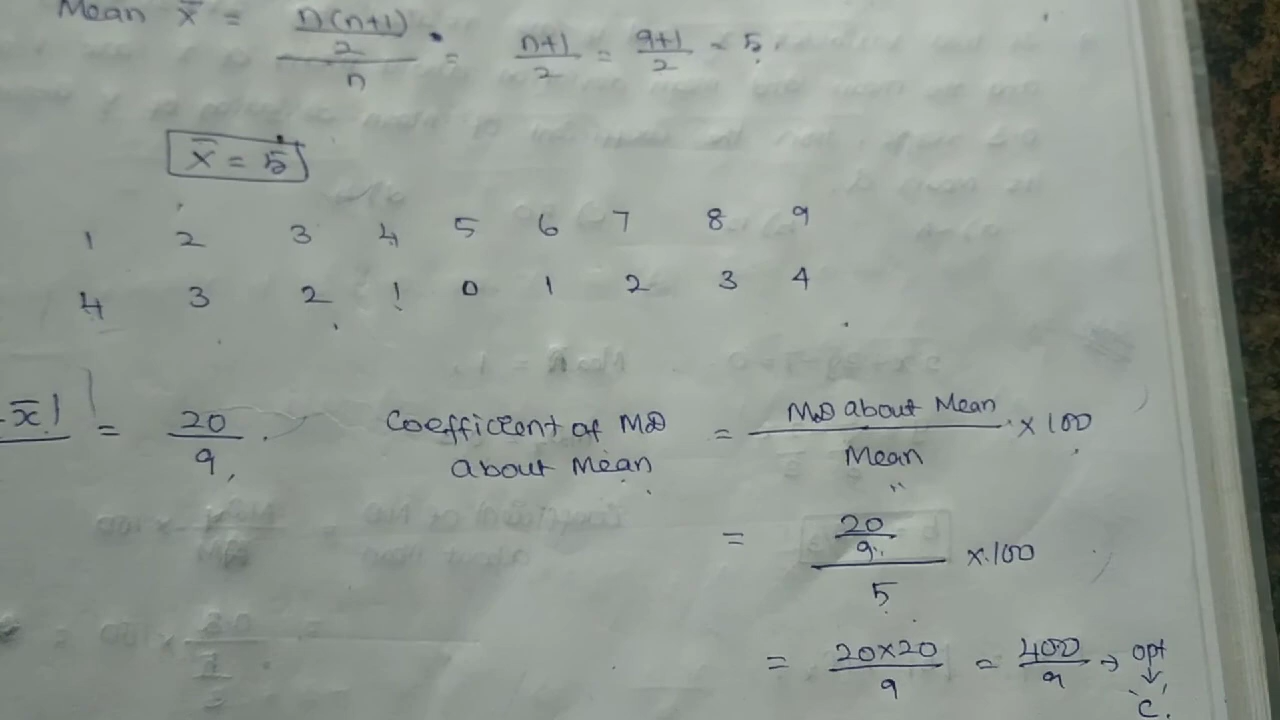 Mean x̄ = n(n+1)/2 / n = n+1/2 = 9+1/2 = 5.
x̄ = 5
1 2 3 4 5 6 7 8 9
4 3 2 1 0 1 2 3 4
-x̄| = 20/9. Coefficient of MD about Mean = MD about Mean / Mean × 100
= 20/9 / 5 × 100
= 20×20/9 = 400/9 → opt ↓ 'c'.